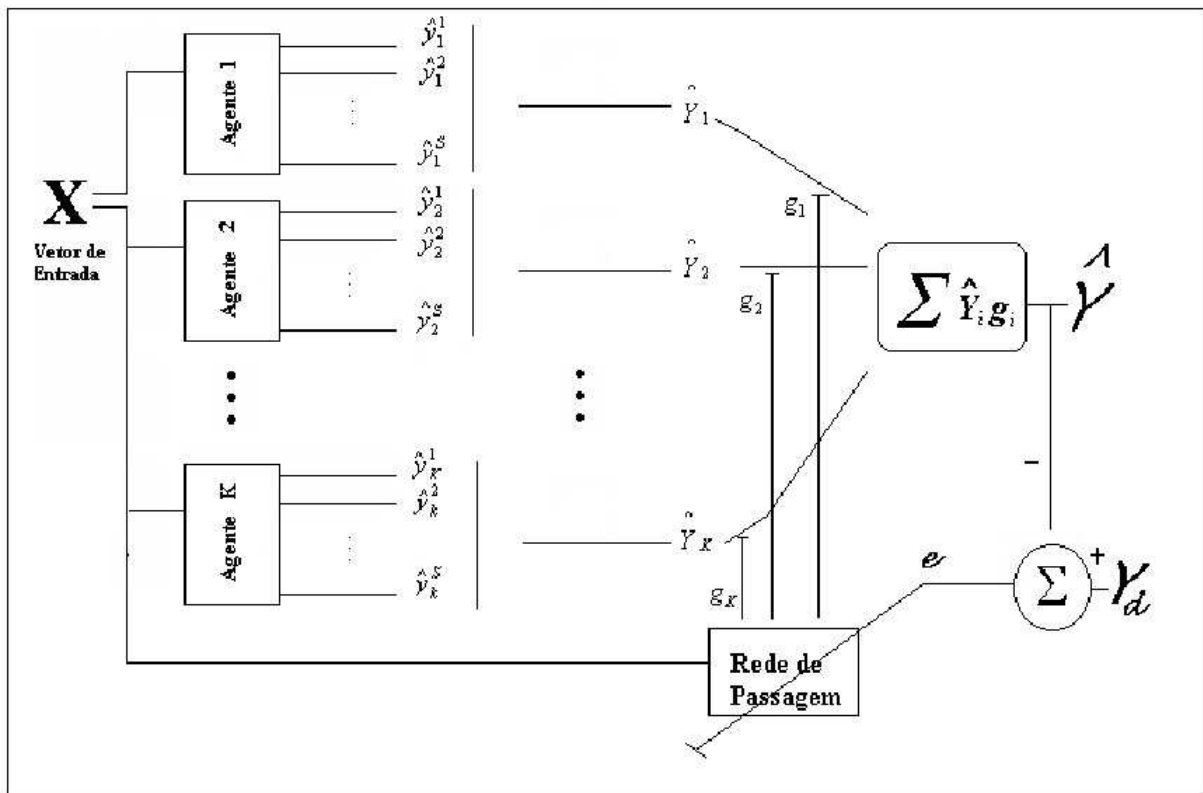 X
Vetor de
Entrada
Agente 1
ŷ₁¹
ŷ₁²
ŷ₁ˢ
Ŷ₁
g₁
Agente 2
ŷ₂¹
ŷ₂²
ŷ₂ˢ
Ŷ₂
g₂
Agente K
ŷ_K¹
ŷ_k²
ŷ_k^S
Ŷ_K
g_K
∑ Ŷᵢ gᵢ
Ŷ
−
+
e
∑
Y_d
Rede de
Passagem